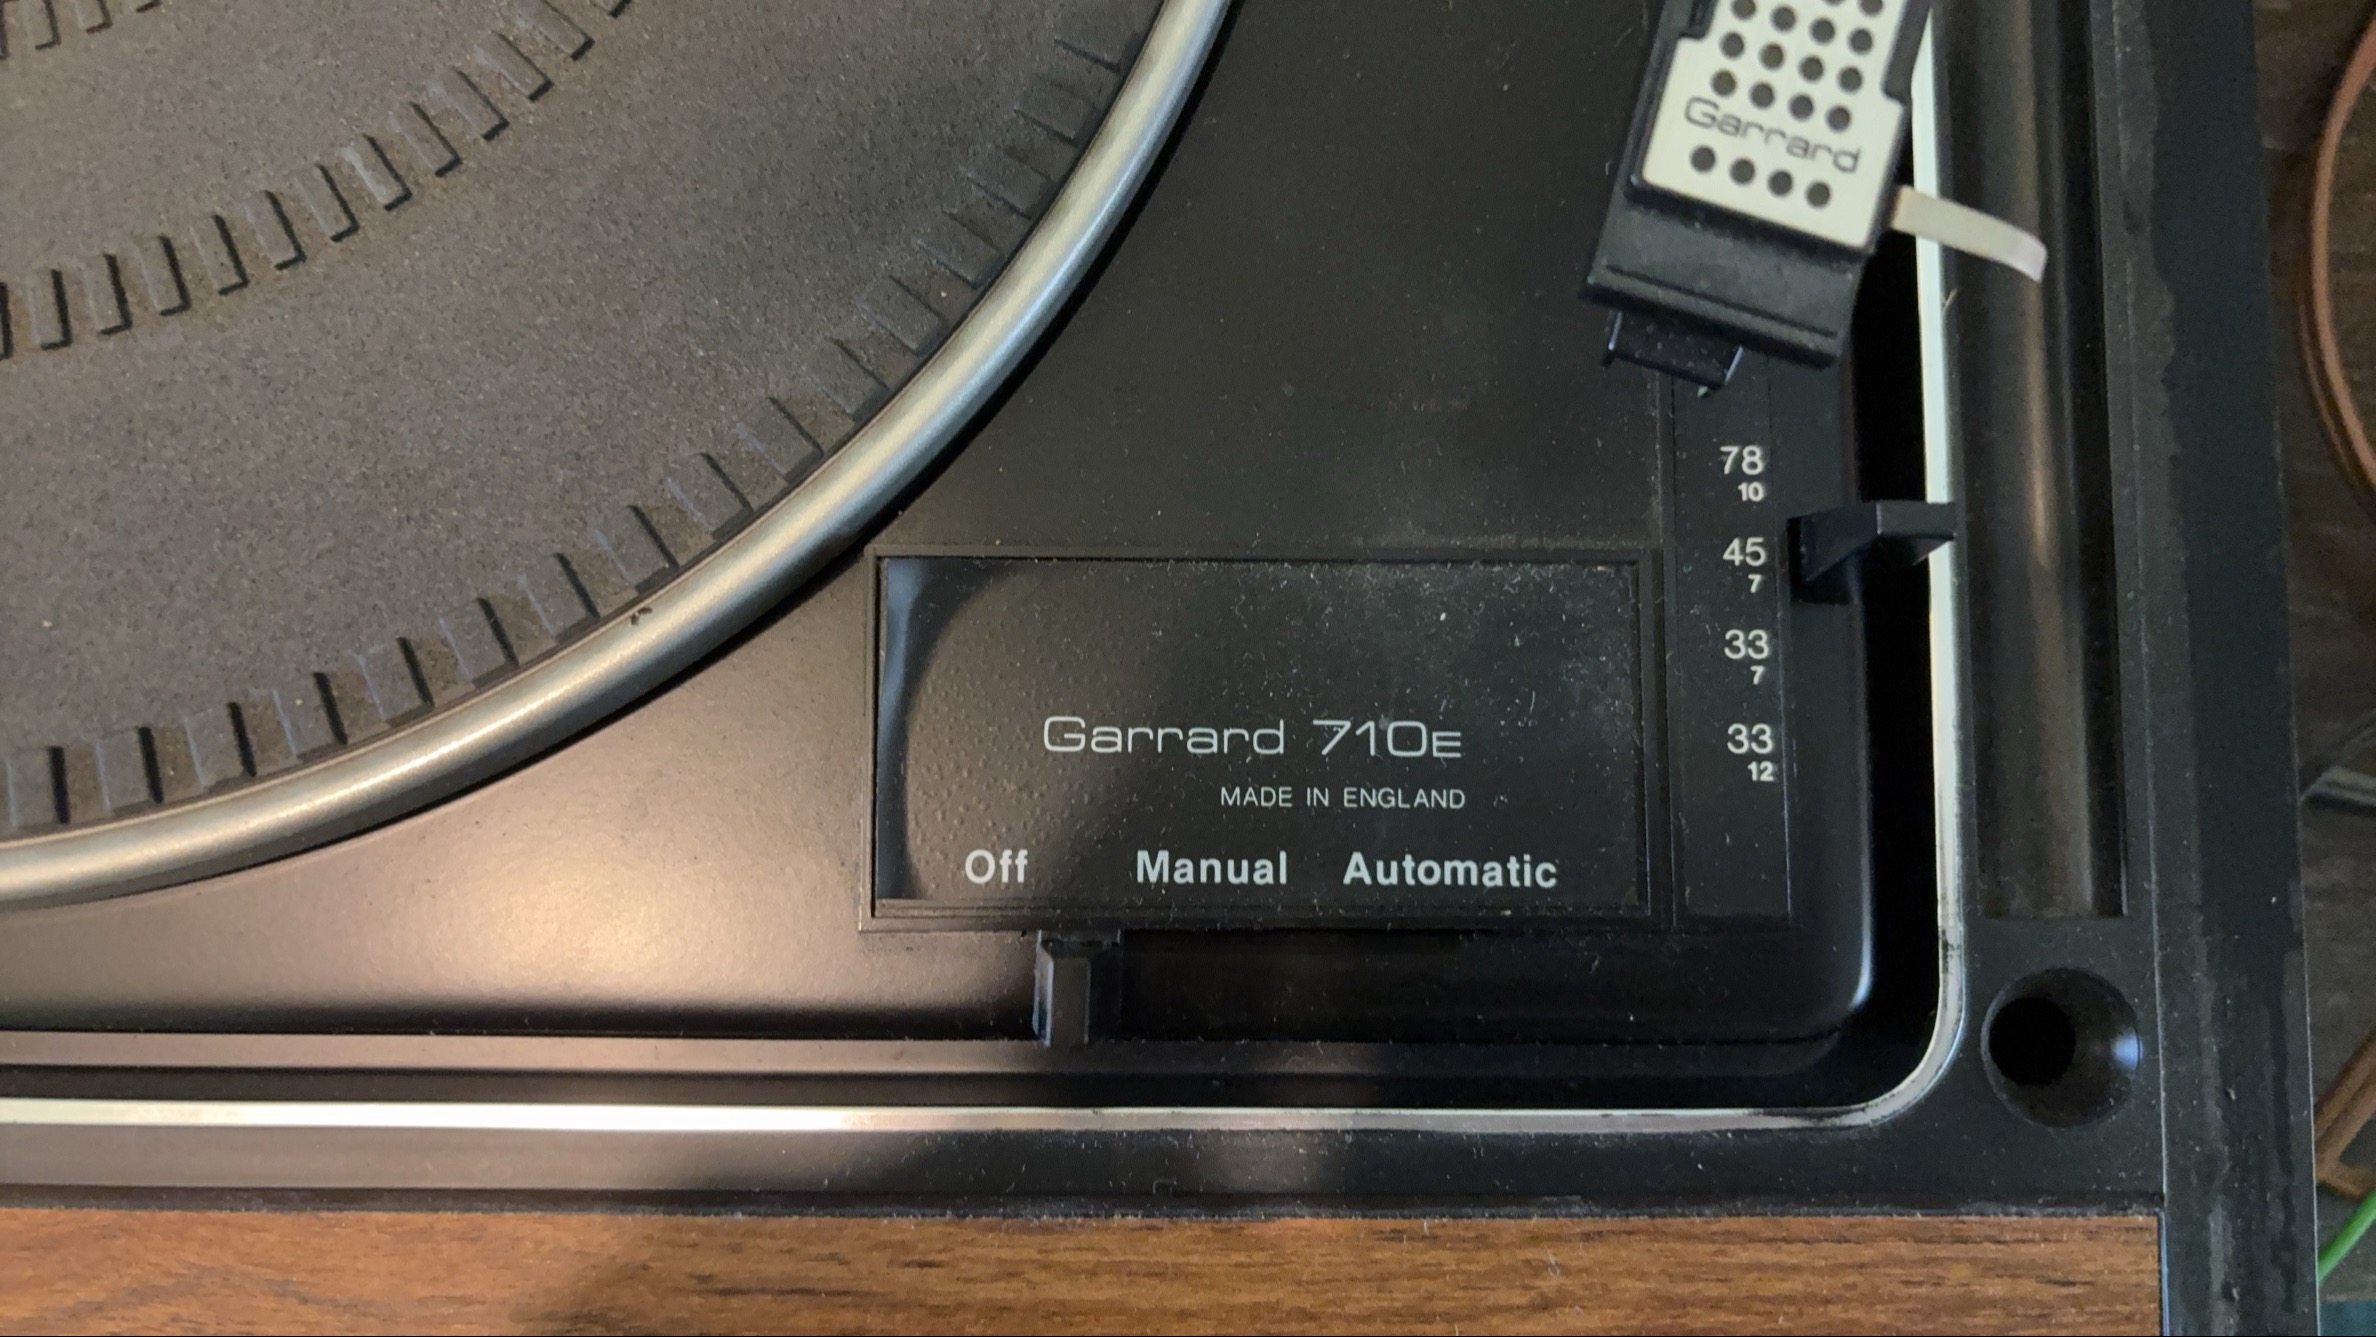 Garrard
78
10
45
7
33
7
33
12
Garrard 710E
MADE IN ENGLAND
Off Manual Automatic